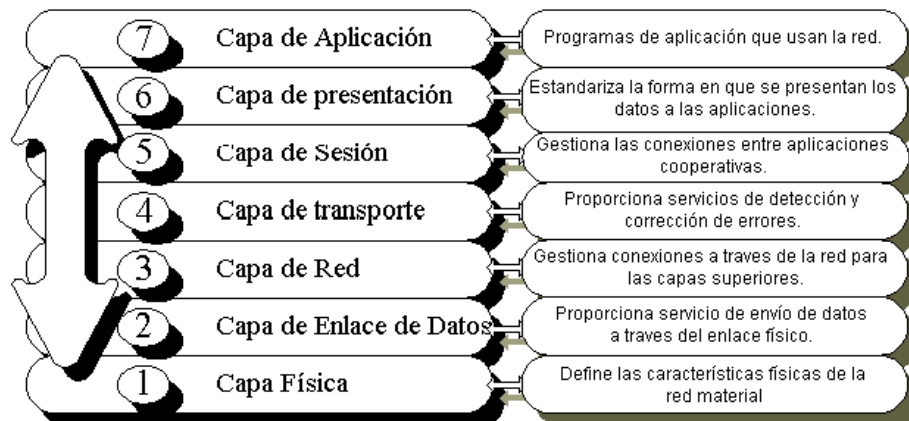 7 Capa de Aplicación
Programas de aplicación que usan la red.
6 Capa de presentación
Estandariza la forma en que se presentan los
datos a las aplicaciones.
5 Capa de Sesión
Gestiona las conexiones entre aplicaciones
cooperativas.
4 Capa de transporte
Proporciona servicios de detección y
corrección de errores.
3 Capa de Red
Gestiona conexiones a traves de la red para
las capas superiores.
2 Capa de Enlace de Datos
Proporciona servicio de envío de datos
a traves del enlace físico.
1 Capa Física
Define las características físicas de la
red material